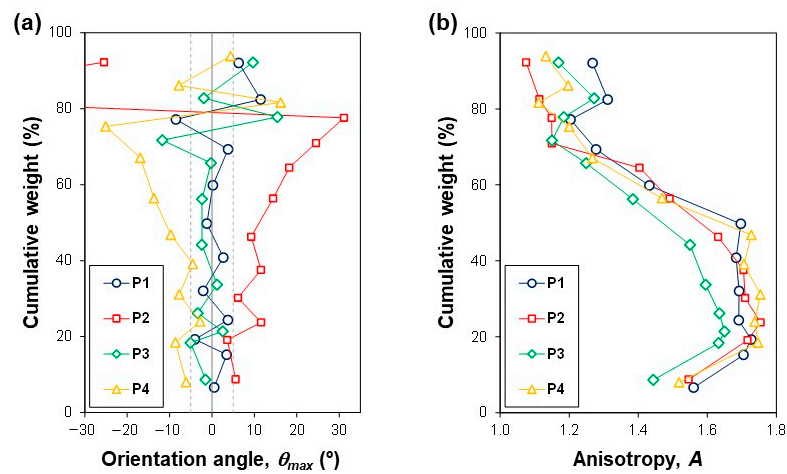 (a)
Cumulative weight (%)
100
80
60
40
20
0
P1
P2
P3
P4
−30 −20 −10 0 10 20 30
Orientation angle, θmax (°)
(b)
Cumulative weight (%)
100
80
60
40
20
0
P1
P2
P3
P4
1.0 1.2 1.4 1.6 1.8
Anisotropy, A